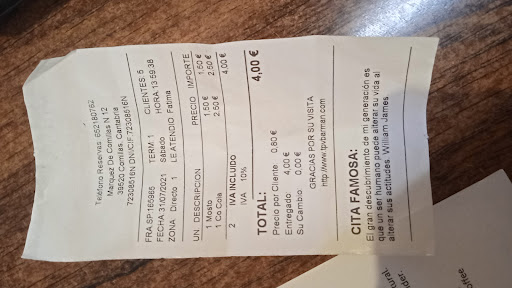 Teléfono Reservas 652160762
Marques De Comillas N 12
39520 Comillas, Cantabria
72308516N DNI/CIF 72308516N
FRA.SP 165985 TERM 1 CLIENTES 5
FECHA 31/07/2021 Sábado HORA 13 59 38
ZONA Directo 1 LE ATENDIO Fatima
UN DESCRIPCION PRECIO IMPORTE
1 Mosto 1,50 € 1,50 €
1 Co Cola 2,50 € 2,50 €
2 IVA INCLUIDO 4,00 €
IVA 10%
TOTAL: 4,00 €
Precio por Cliente 0,80 €
Entregado 4,00 €
Su Cambio 0,00 €
GRACIAS POR SU VISITA
http://www.tpvbarman.com
CITA FAMOSA:
El gran descubrimiento de mi generación es
que un ser humano puede alterar su vida al
alterar sus actitudes. William James